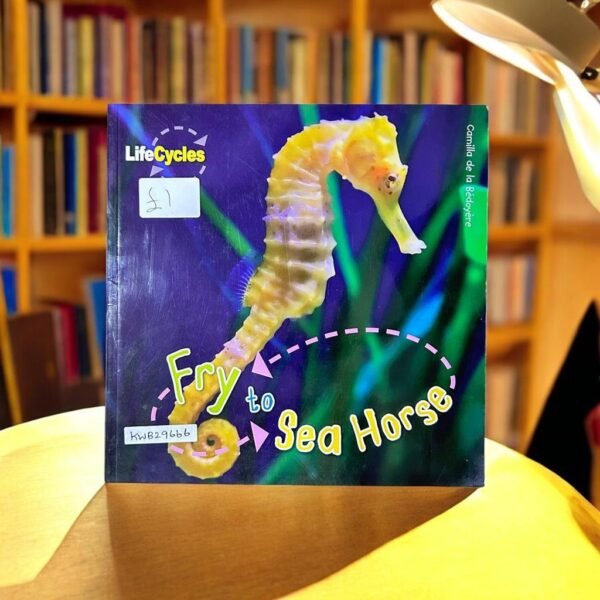 LifeCycles
£1
Camilla de la Bédoyère
Fry to
Sea Horse
KWB29666